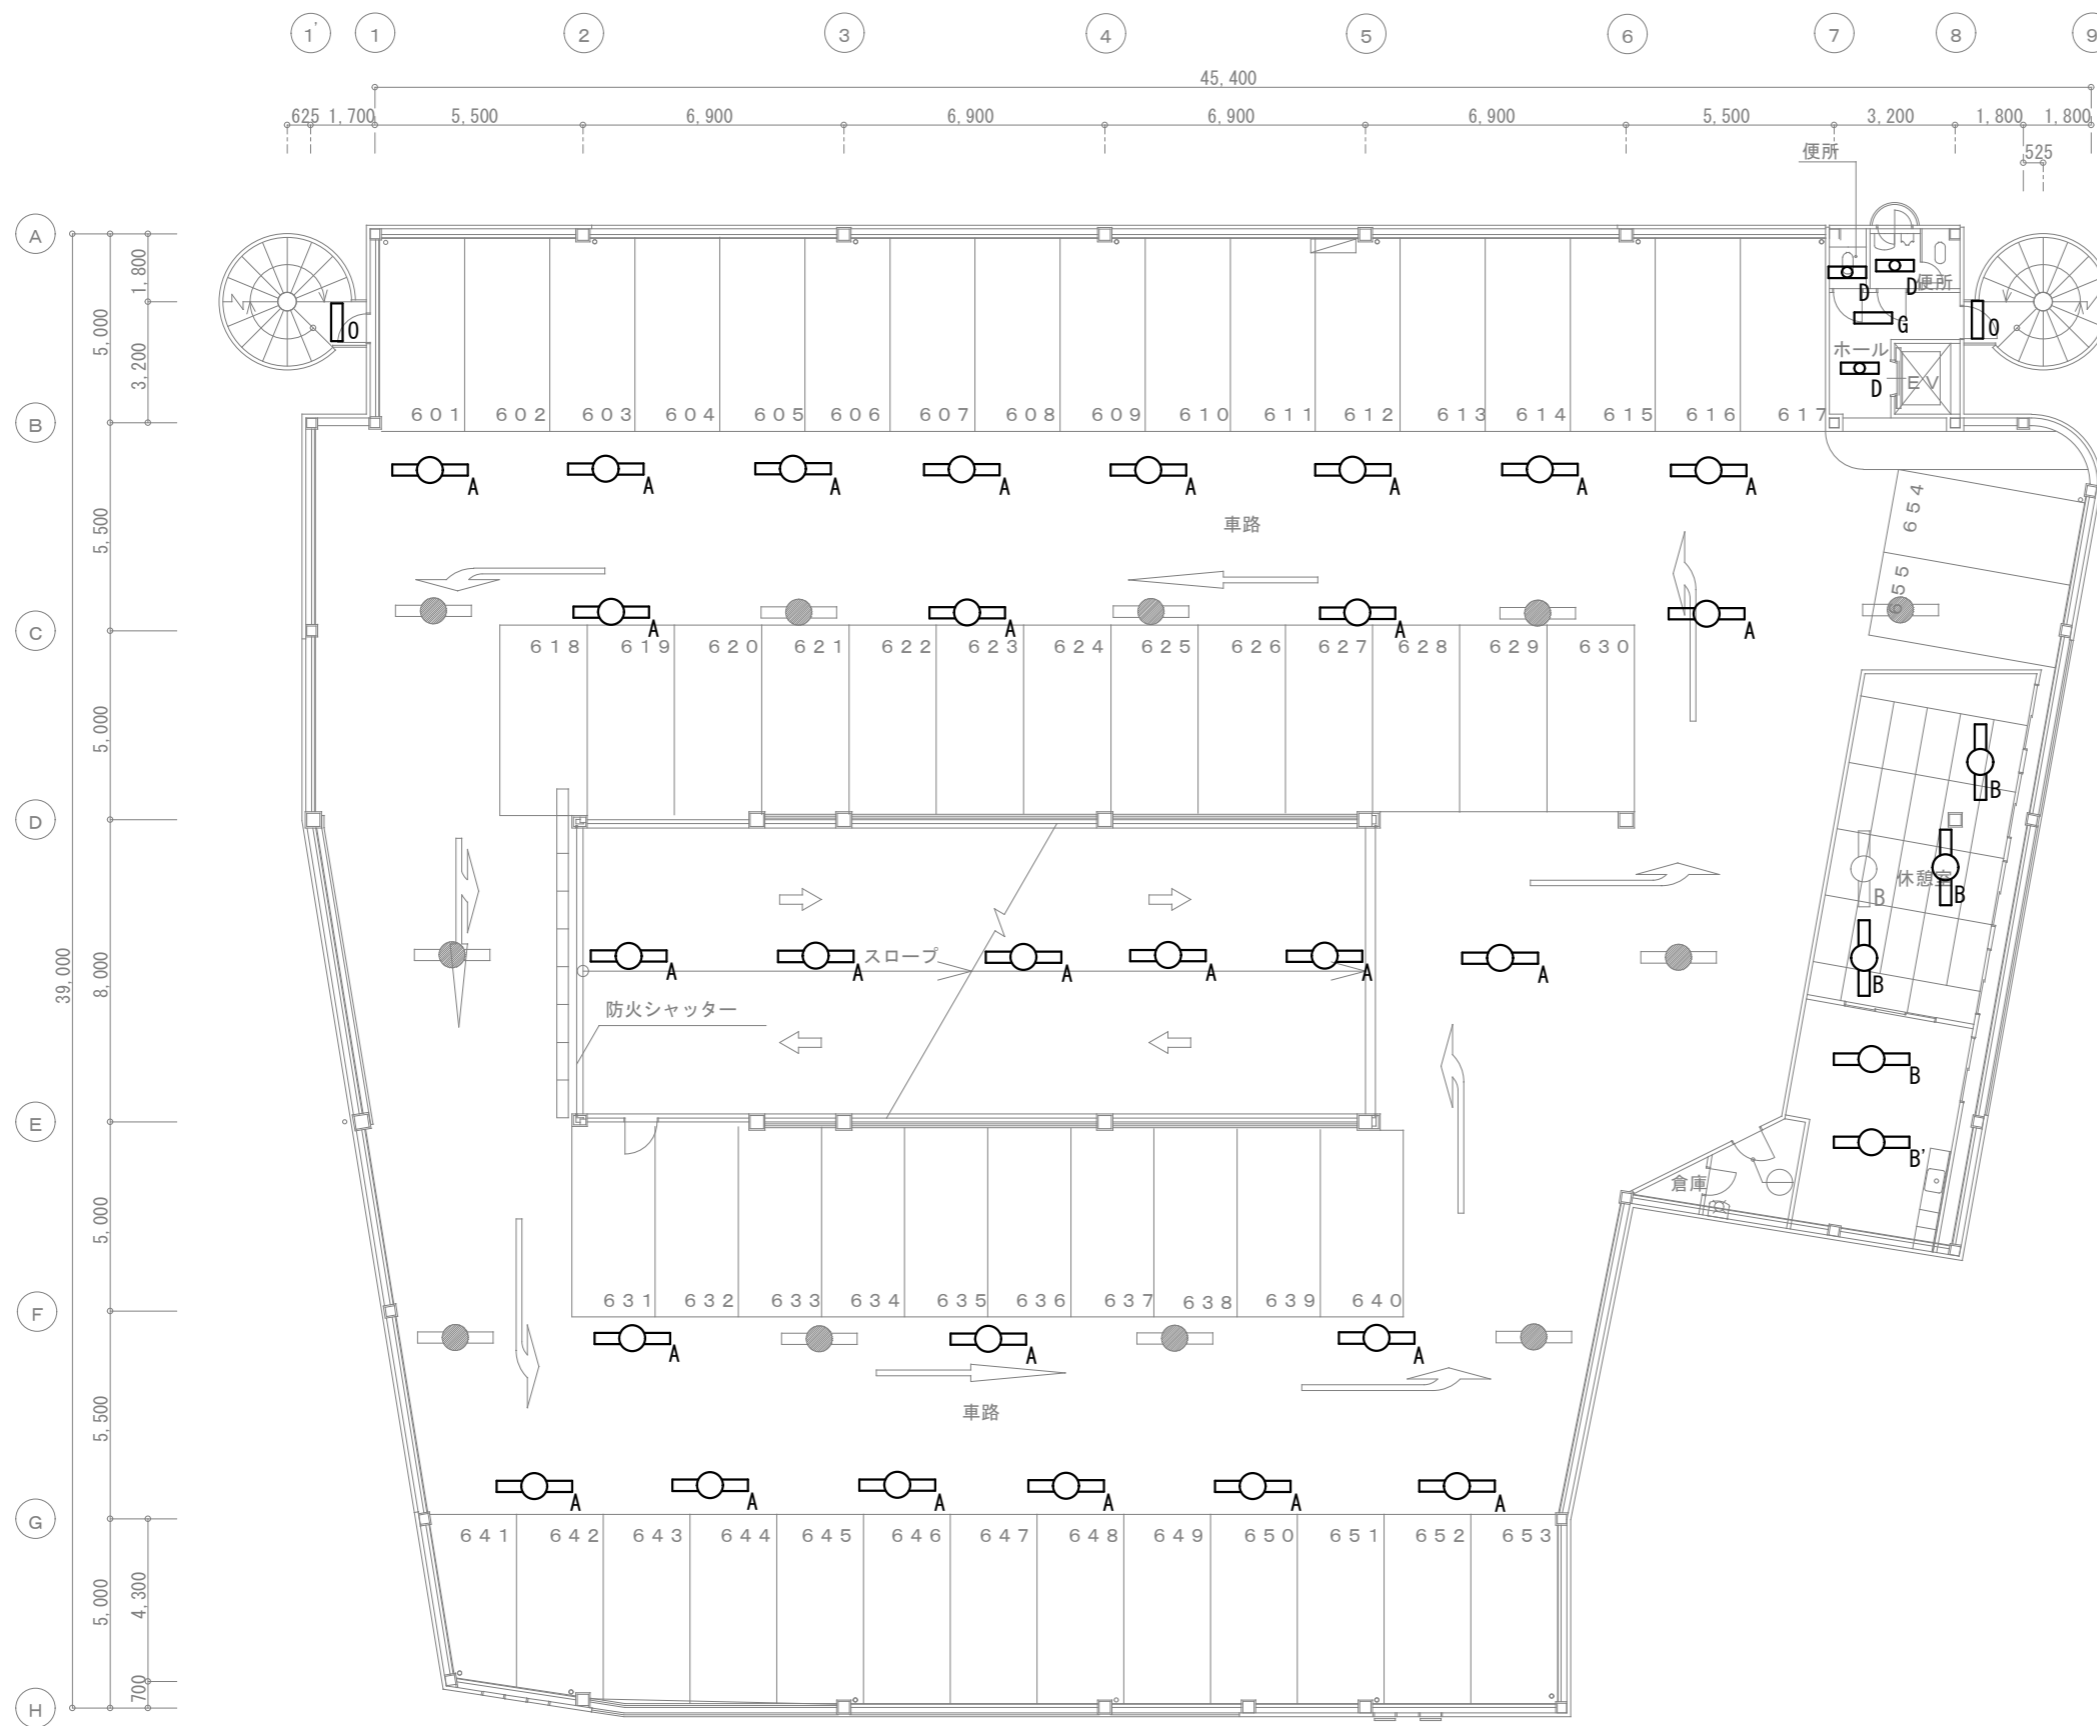 1' 1 2 3 4 5 6 7 8 9
45,400
625 1,700 5,500 6,900 6,900 6,900 6,900 5,500 3,200 1,800 1,800
便所 525
A
1,800
5,000
3,200
D D 便所
O G O
ホール
D EV
B
601 602 603 604 605 606 607 608 609 610 611 612 613 614 615 616 617
A A A A A A A A
654
車路
5,500
655
C
A A A A
618 619 620 621 622 623 624 625 626 627 628 629 630
5,000
B
D
休憩室
B B
スロープ
A A A A A A
39,000
8,000
B
防火シャッター
B
E
B'
倉庫
5,000
631 632 633 634 635 636 637 638 639 640
F
A A A
車路
5,500
A A A A A A
G
641 642 643 644 645 646 647 648 649 650 651 652 653
5,000
4,300
700
H